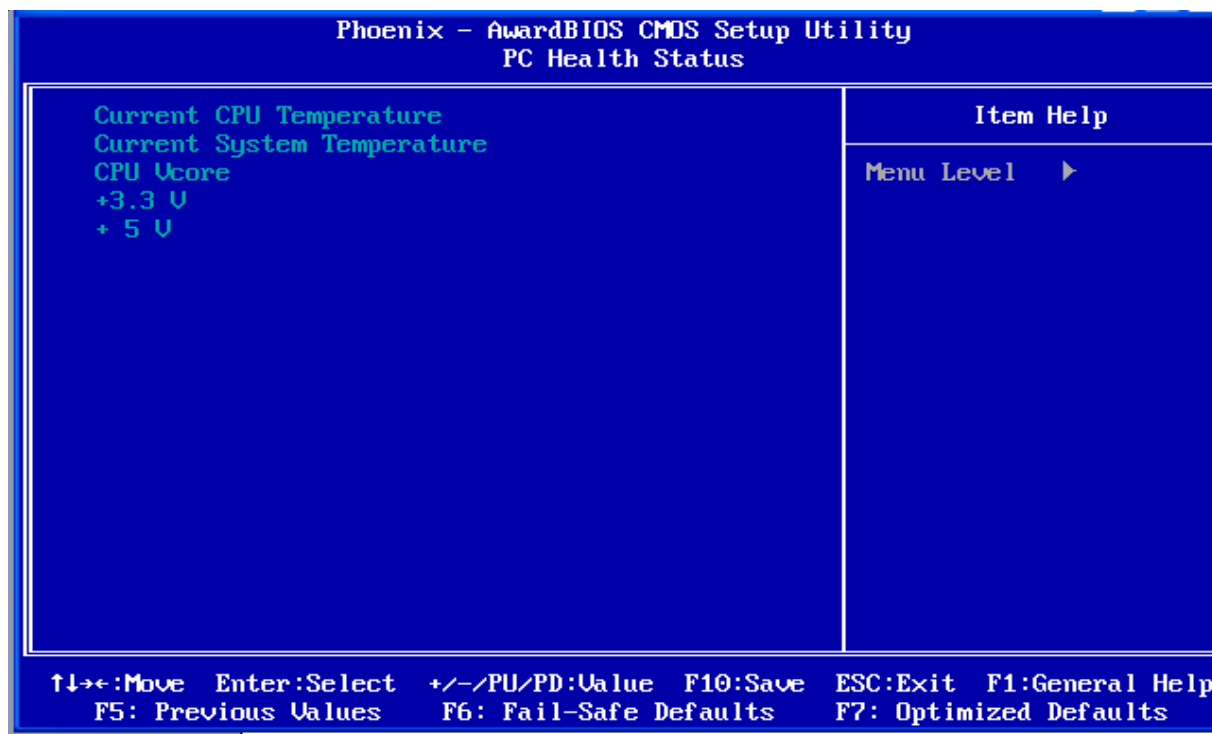 Phoenix - AwardBIOS CMOS Setup Utility
PC Health Status
Current CPU Temperature
Current System Temperature
CPU Vcore
+3.3 V
+ 5 V
Item Help
Menu Level ▶
↑↓→←:Move Enter:Select +/-/PU/PD:Value F10:Save ESC:Exit F1:General Help
F5: Previous Values F6: Fail-Safe Defaults F7: Optimized Defaults